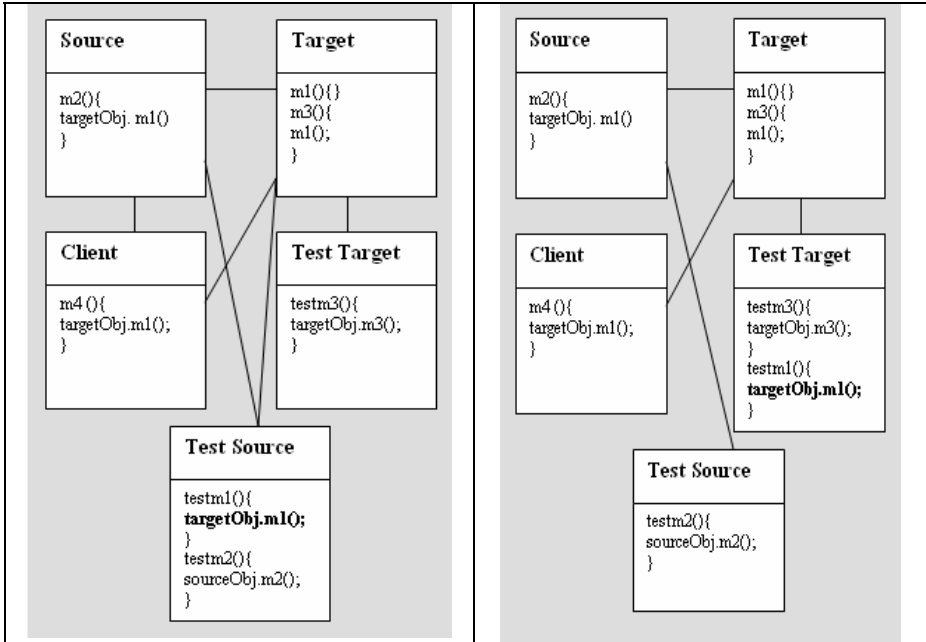 Source
m2(){
targetObj. m1()
}
Target
m1(){}
m3(){
m1();
}
Client
m4 (){
targetObj.m1();
}
Test Target
testm3(){
targetObj.m3();
}
Test Source
testm1(){
targetObj.m1();
}
testm2(){
sourceObj.m2();
}
Source
m2(){
targetObj. m1()
}
Target
m1(){}
m3(){
m1();
}
Client
m4 (){
targetObj.m1();
}
Test Target
testm3(){
targetObj.m3();
}
testm1(){
targetObj.m1();
}
Test Source
testm2(){
sourceObj.m2();
}